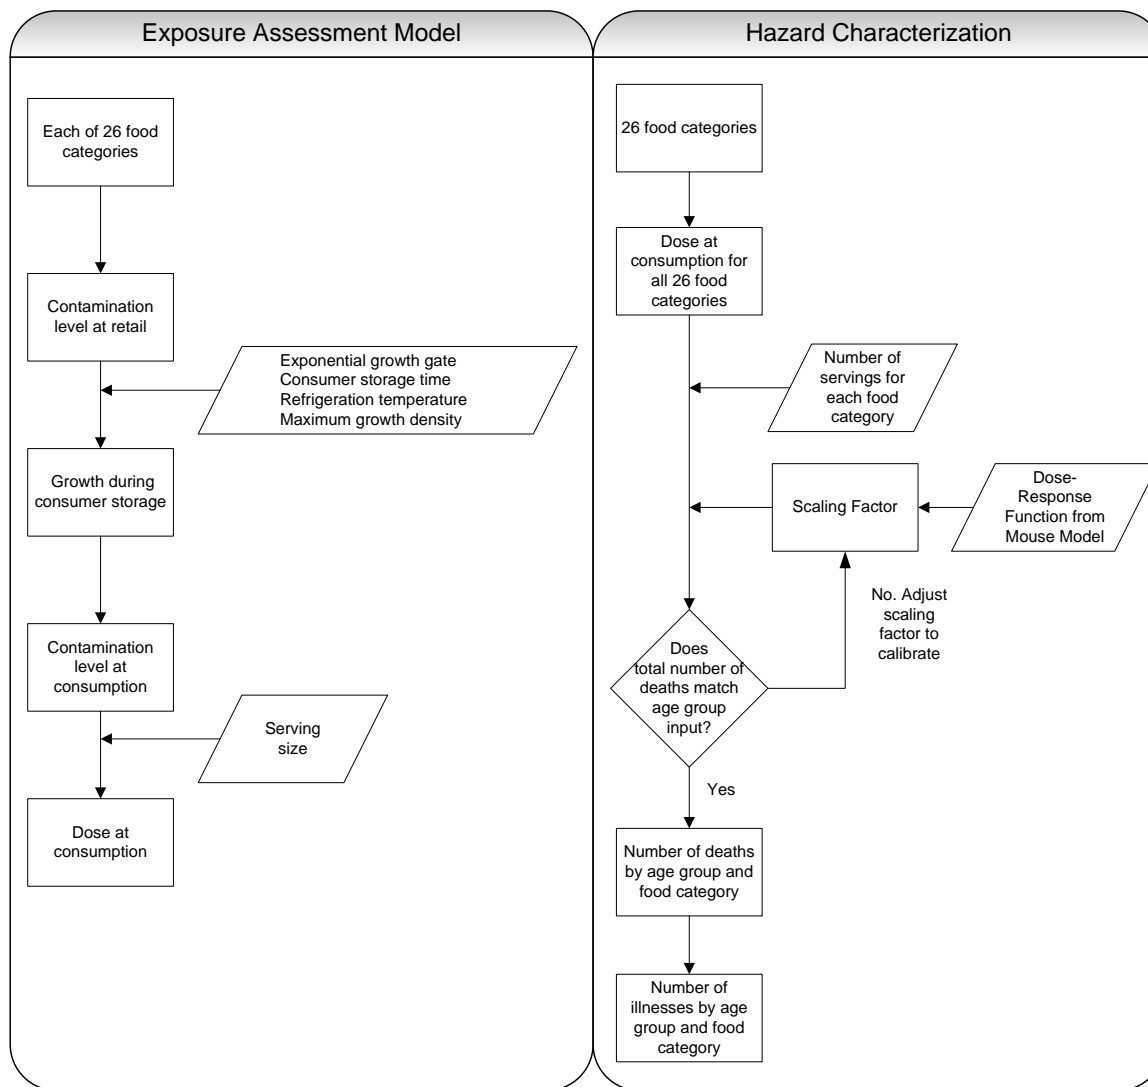 Exposure Assessment Model
Each of 26 food
categories
Contamination
level at retail
Exponential growth gate
Consumer storage time
Refrigeration temperature
Maximum growth density
Growth during
consumer storage
Contamination
level at
consumption
Serving
size
Dose at
consumption
Hazard Characterization
26 food categories
Dose at
consumption for
all 26 food
categories
Number of
servings for
each food
category
Scaling Factor
Dose-
Response
Function from
Mouse Model
No. Adjust
scaling
factor to
calibrate
Does
total number of
deaths match
age group
input?
Yes
Number of deaths
by age group and
food category
Number of
illnesses by age
group and food
category